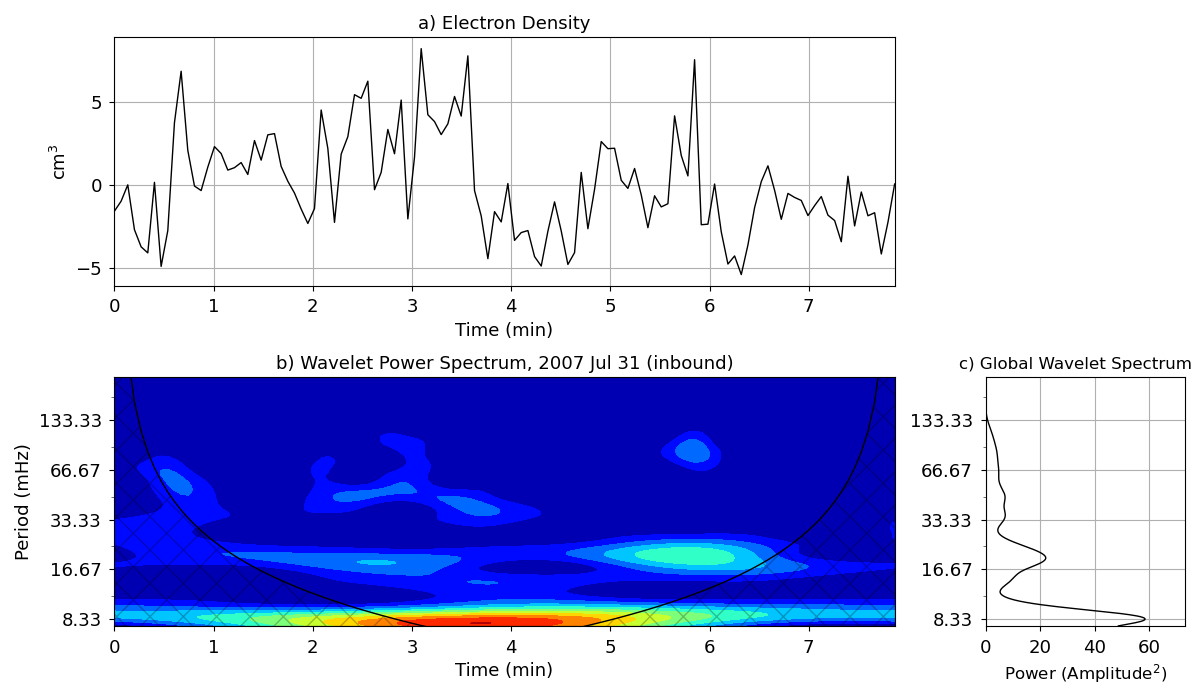 a) Electron Density
cm³
5
0
−5
0 1 2 3 4 5 6 7
Time (min)
b) Wavelet Power Spectrum, 2007 Jul 31 (inbound)
Period (mHz)
133.33
66.67
33.33
16.67
8.33
0 1 2 3 4 5 6 7
Time (min)
c) Global Wavelet Spectrum
133.33
66.67
33.33
16.67
8.33
0 20 40 60
Power (Amplitude²)